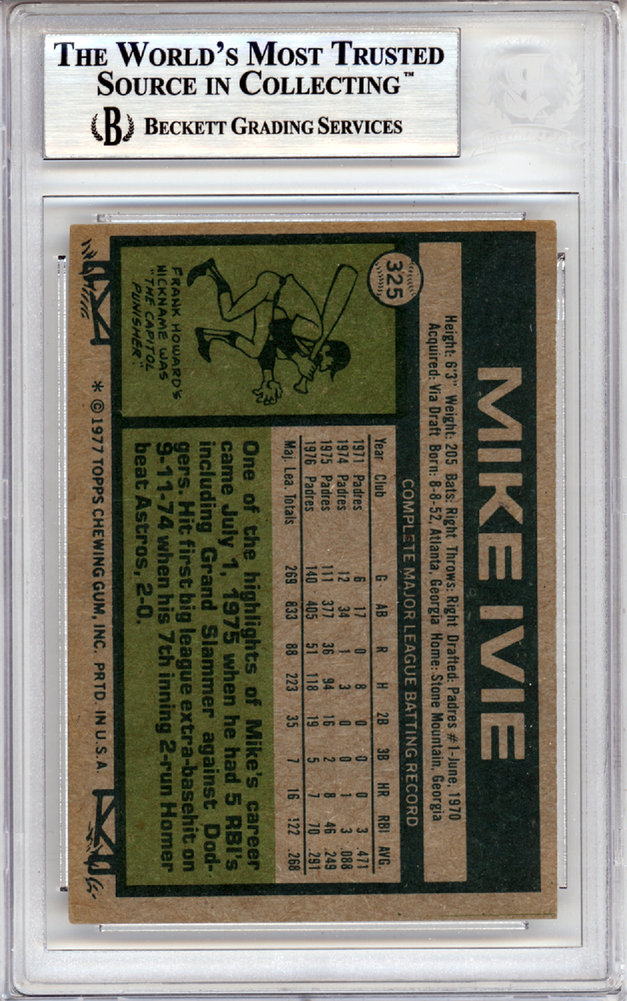 THE WORLD'S MOST TRUSTED
SOURCE IN COLLECTING™
B BECKETT GRADING SERVICES
325
MIKE IVIE
Height: 6'3" Weight: 205 Bats: Right Throws: Right Drafted: Padres #1-June, 1970
Acquired: Via Draft Born: 8-8-52, Atlanta, Georgia Home: Stone Mountain, Georgia
COMPLETE MAJOR LEAGUE BATTING RECORD
Year Club G AB R H 2B 3B HR RBI AVG.
1971 Padres 6 17 0 8 0 0 0 3 .471
1974 Padres 12 34 1 3 0 0 1 3 .088
1975 Padres 111 377 36 94 16 2 8 46 .249
1976 Padres 140 405 51 118 19 5 7 70 .291
Maj. Lea. Totals 269 833 88 223 35 7 16 122 .268
FRANK HOWARD'S
NICKNAME WAS
"THE CAPITOL
PUNISHER."
One of the highlights of Mike's career
came July 1, 1975 when he had 5 RBI's
including Grand Slammer against Dod-
gers. Hit first big league extra-basehit on
9-11-74 when his 7th inning 2-run Homer
beat Astros, 2-0.
* © 1977 TOPPS CHEWING GUM, INC. PRTD. IN U.S.A.